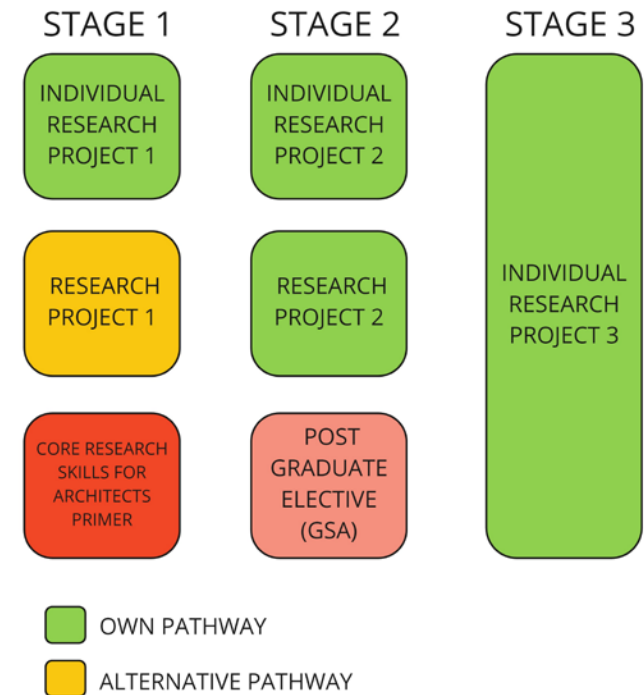 STAGE 1
STAGE 2
STAGE 3
INDIVIDUAL
RESEARCH
PROJECT 1
INDIVIDUAL
RESEARCH
PROJECT 2
INDIVIDUAL
RESEARCH
PROJECT 3
RESEARCH
PROJECT 1
RESEARCH
PROJECT 2
CORE RESEARCH
SKILLS FOR
ARCHITECTS
PRIMER
POST
GRADUATE
ELECTIVE
(GSA)
OWN PATHWAY
ALTERNATIVE PATHWAY